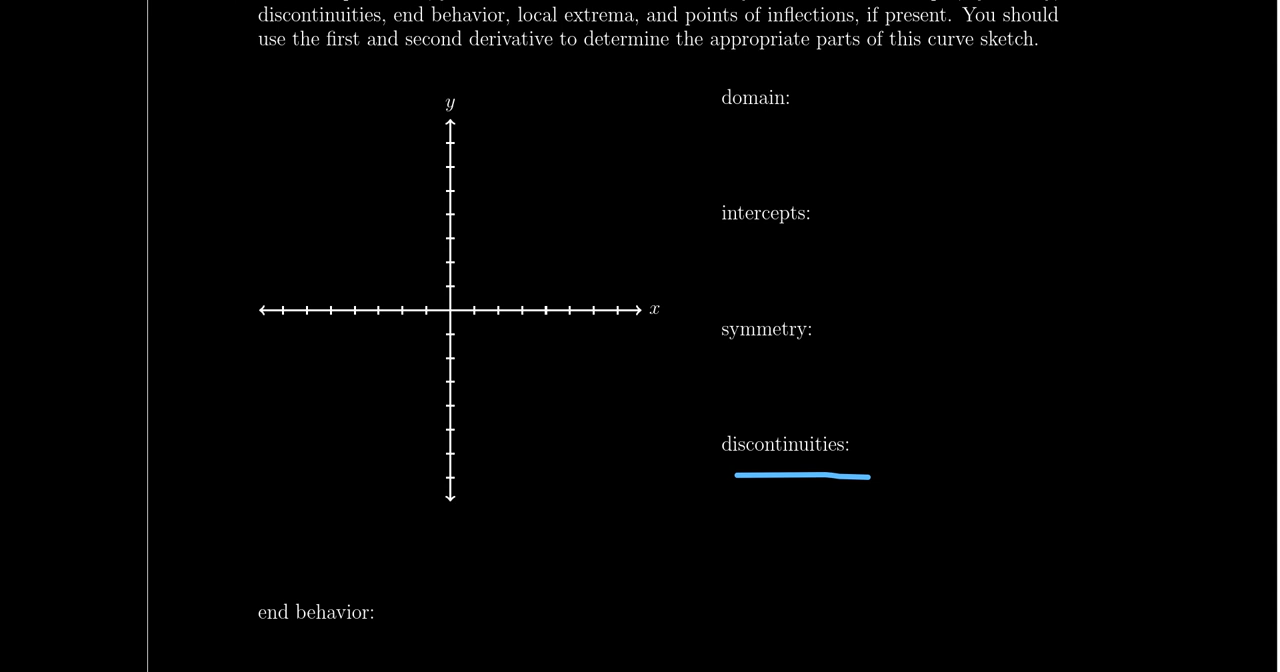 discontinuities, end behavior, local extrema, and points of inflections, if present. You should
use the first and second derivative to determine the appropriate parts of this curve sketch.
y
domain:
intercepts:
x
symmetry:
discontinuities:
end behavior: